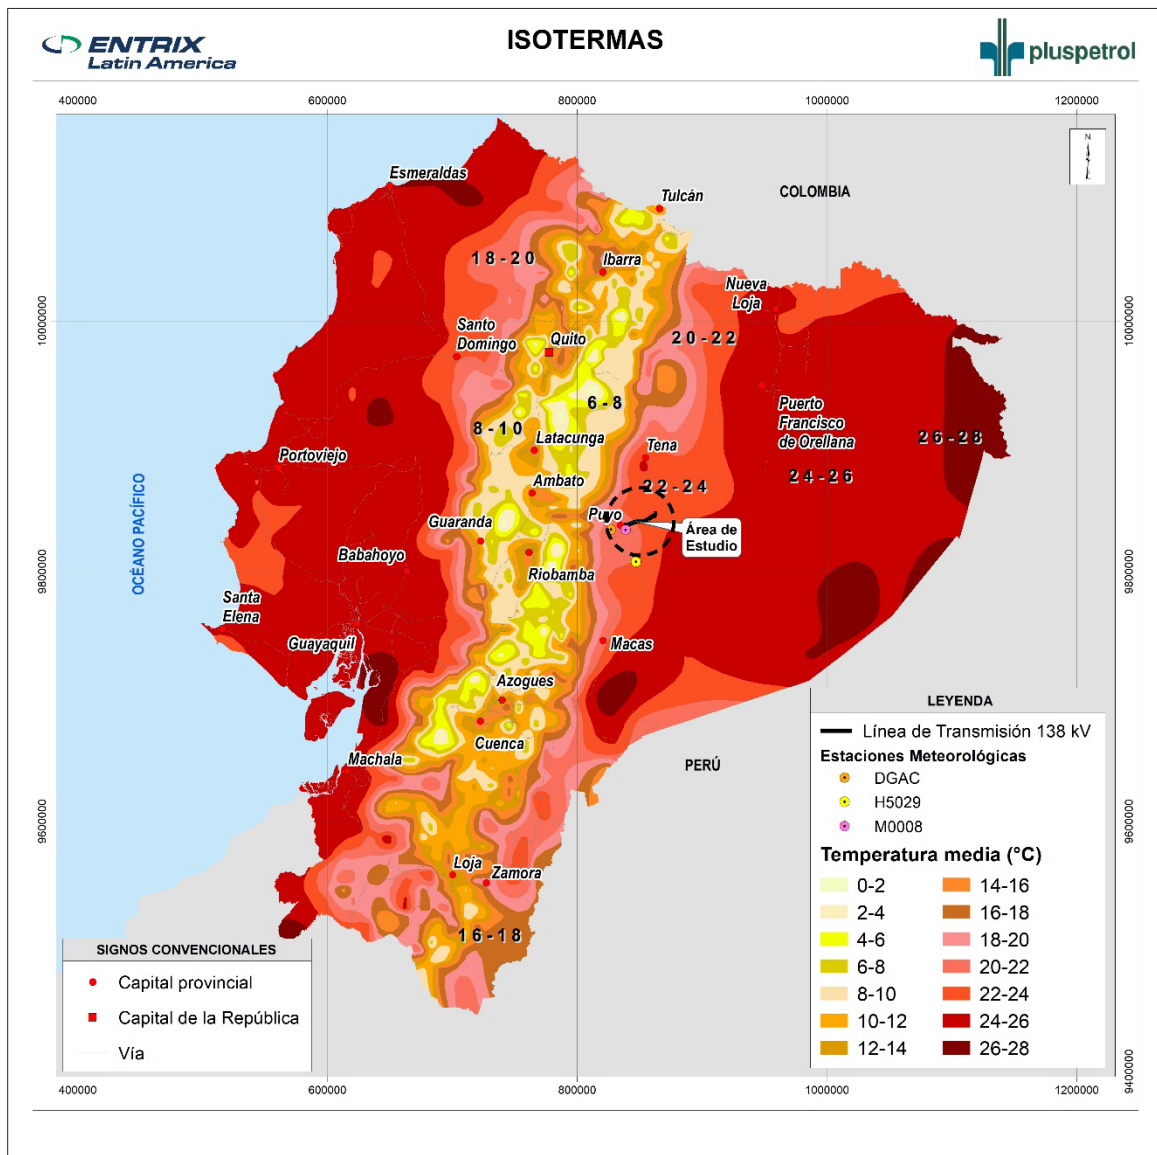 ENTRIX
Latin America
ISOTERMAS
pluspetrol
400000 600000 800000 1000000 1200000
N
COLOMBIA
Esmeraldas
Tulcán
18-20
Ibarra
Nueva
Loja
10000000
10000000
Santo
Domingo
Quito
20-22
6-8
8-10
Puerto
Francisco
de Orellana
26-28
Latacunga
Tena
24-26
Portoviejo
Ambato
22-24
Guaranda
Puyo
Área de
Estudio
OCÉANO PACÍFICO
Babahoyo
Riobamba
9800000
9800000
Santa
Elena
Guayaquil
Macas
Azogues
Cuenca
Machala
PERÚ
9600000
9600000
Loja
Zamora
16-18
LEYENDA
Línea de Transmisión 138 kV
Estaciones Meteorológicas
DGAC
H5029
M0008
Temperatura media (°C)
0-2 14-16
2-4 16-18
4-6 18-20
6-8 20-22
8-10 22-24
10-12 24-26
12-14 26-28
SIGNOS CONVENCIONALES
Capital provincial
Capital de la República
Vía
9400000
400000 600000 800000 1000000 1200000